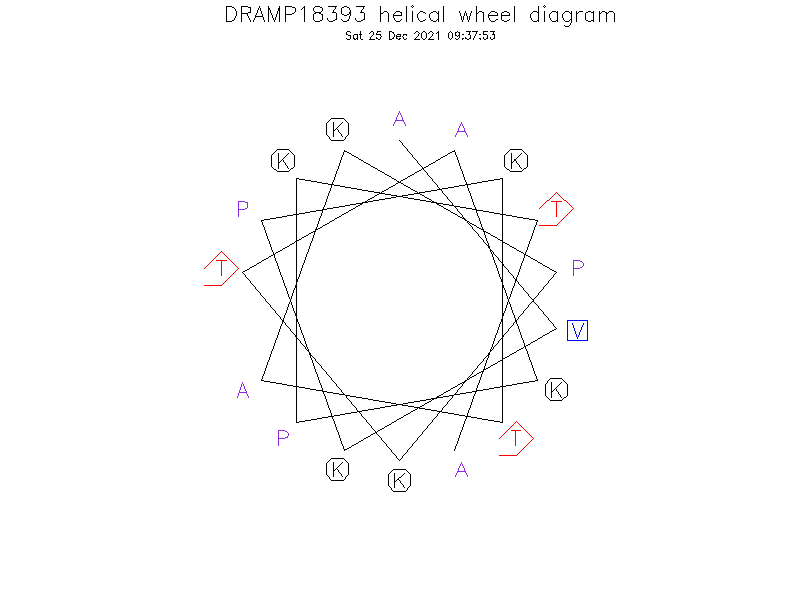 DRAMP18393 helical wheel diagram
Sat 25 Dec 2021 09:37:53
A
K A
K K
P T
T P
V
A K
P T
K A
K